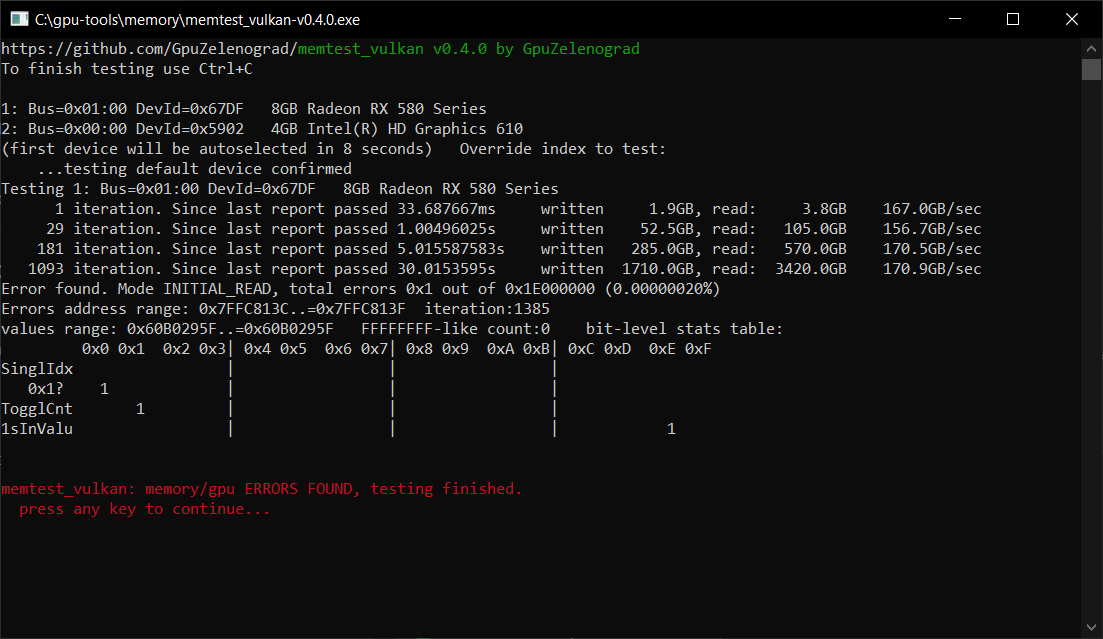 C:\gpu-tools\memory\memtest_vulkan-v0.4.0.exe
https://github.com/GpuZelenograd/memtest_vulkan v0.4.0 by GpuZelenograd
To finish testing use Ctrl+C
1: Bus=0x01:00 DevId=0x67DF   8GB Radeon RX 580 Series
2: Bus=0x00:00 DevId=0x5902   4GB Intel(R) HD Graphics 610
(first device will be autoselected in 8 seconds)   Override index to test:
    ...testing default device confirmed
Testing 1: Bus=0x01:00 DevId=0x67DF   8GB Radeon RX 580 Series
      1 iteration. Since last report passed 33.687667ms     written     1.9GB, read:     3.8GB    167.0GB/sec
     29 iteration. Since last report passed 1.00496025s     written    52.5GB, read:   105.0GB    156.7GB/sec
    181 iteration. Since last report passed 5.015587583s    written   285.0GB, read:   570.0GB    170.5GB/sec
   1093 iteration. Since last report passed 30.0153595s     written  1710.0GB, read:  3420.0GB    170.9GB/sec
Error found. Mode INITIAL_READ, total errors 0x1 out of 0x1E000000 (0.00000020%)
Errors address range: 0x7FFC813C..=0x7FFC813F  iteration:1385
values range: 0x60B0295F..=0x60B0295F   FFFFFFFF-like count:0    bit-level stats table:
         0x0 0x1  0x2 0x3| 0x4 0x5  0x6 0x7| 0x8 0x9  0xA 0xB| 0xC 0xD  0xE 0xF
SinglIdx                 |                 |                 |
   0x1?    1             |                 |                 |
TogglCnt       1         |                 |                 |
1sInValu                 |                 |                 |            1
memtest_vulkan: memory/gpu ERRORS FOUND, testing finished.
  press any key to continue...